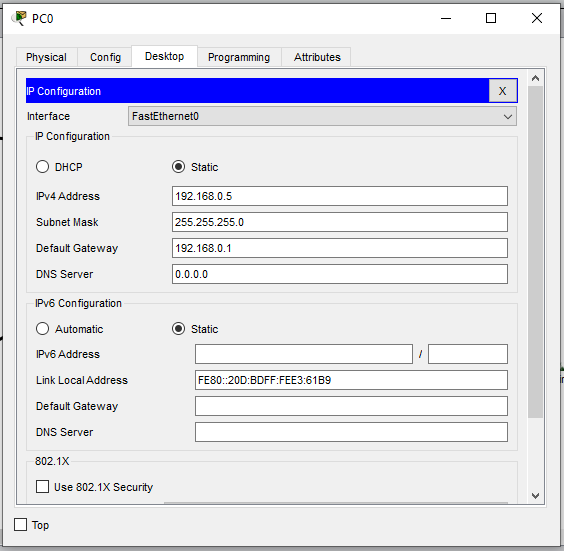 PC0
Physical Config Desktop Programming Attributes
IP Configuration X
Interface FastEthernet0
IP Configuration
DHCP Static
IPv4 Address 192.168.0.5
Subnet Mask 255.255.255.0
Default Gateway 192.168.0.1
DNS Server 0.0.0.0
IPv6 Configuration
Automatic Static
IPv6 Address /
Link Local Address FE80::20D:BDFF:FEE3:61B9
Default Gateway
DNS Server
802.1X
Use 802.1X Security
Top